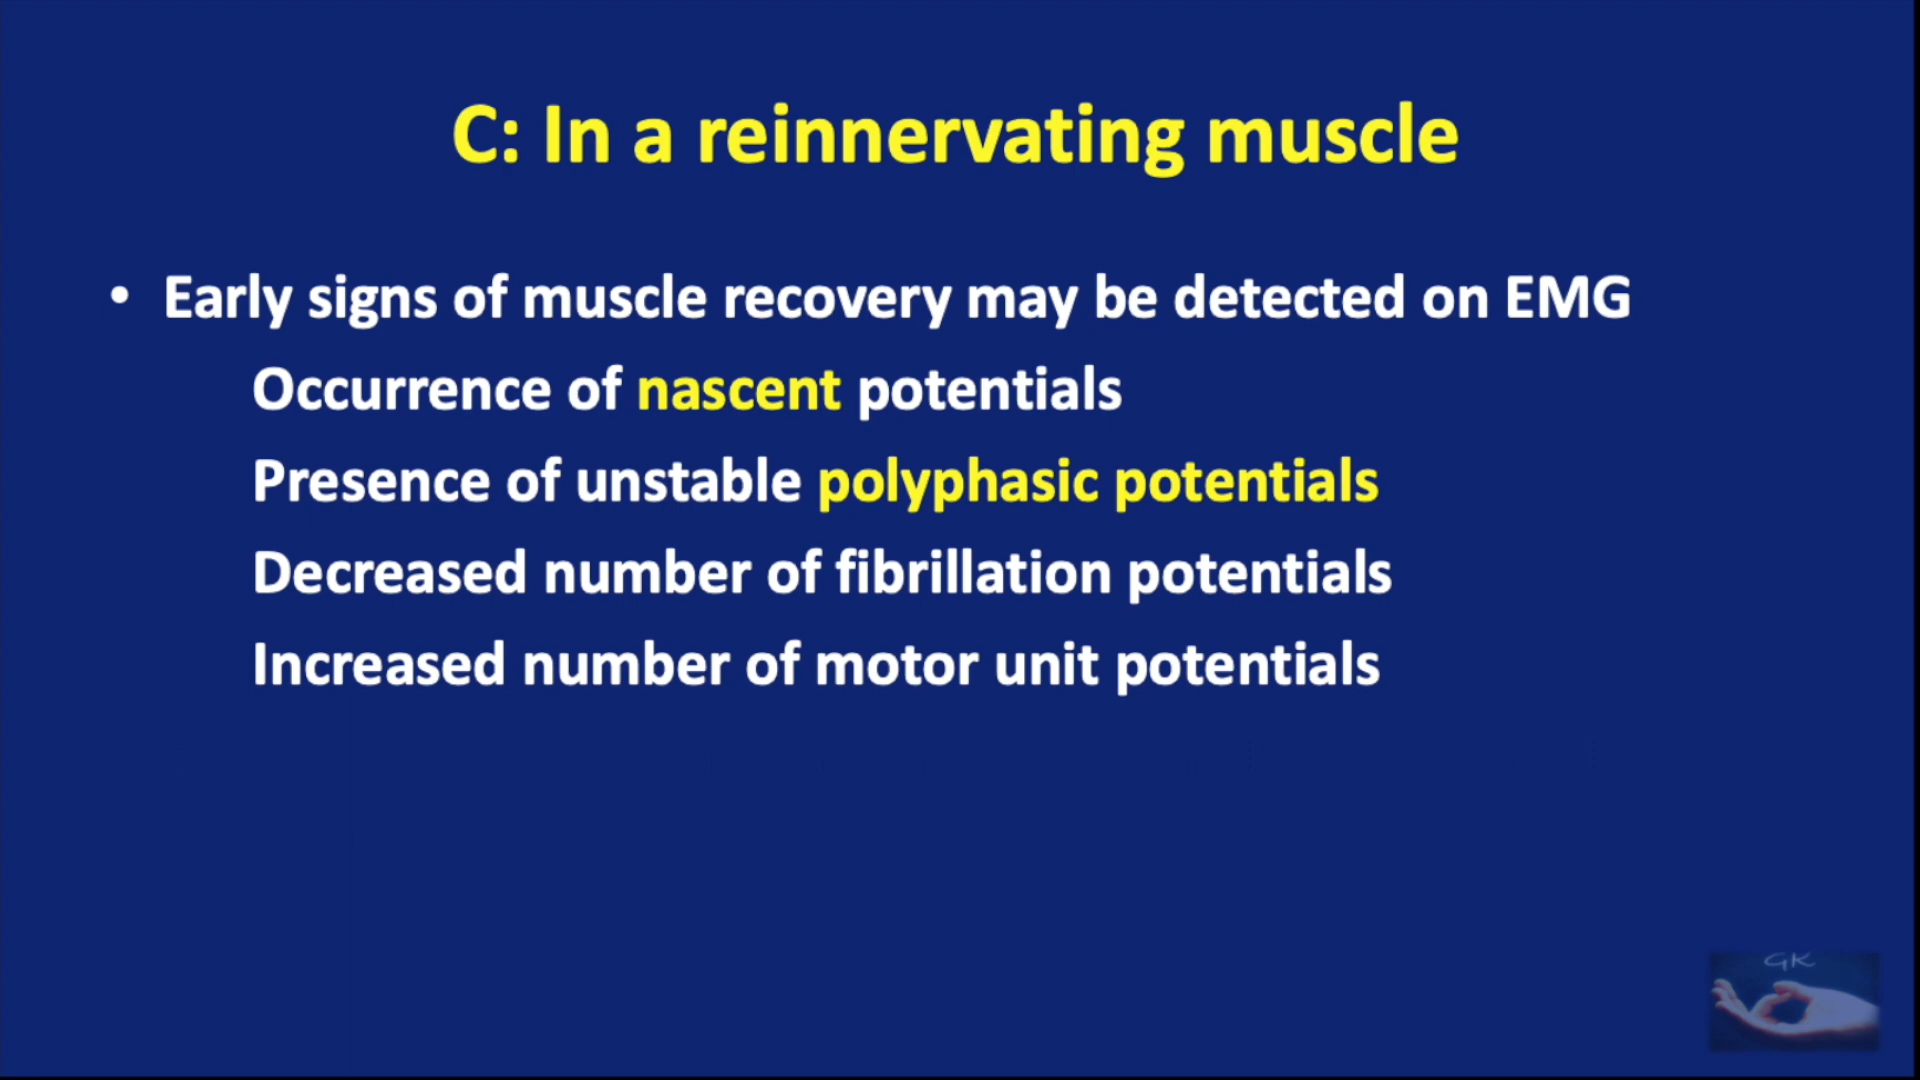 C: In a reinnervating muscle
• Early signs of muscle recovery may be detected on EMG
Occurrence of nascent potentials
Presence of unstable polyphasic potentials
Decreased number of fibrillation potentials
Increased number of motor unit potentials
GK